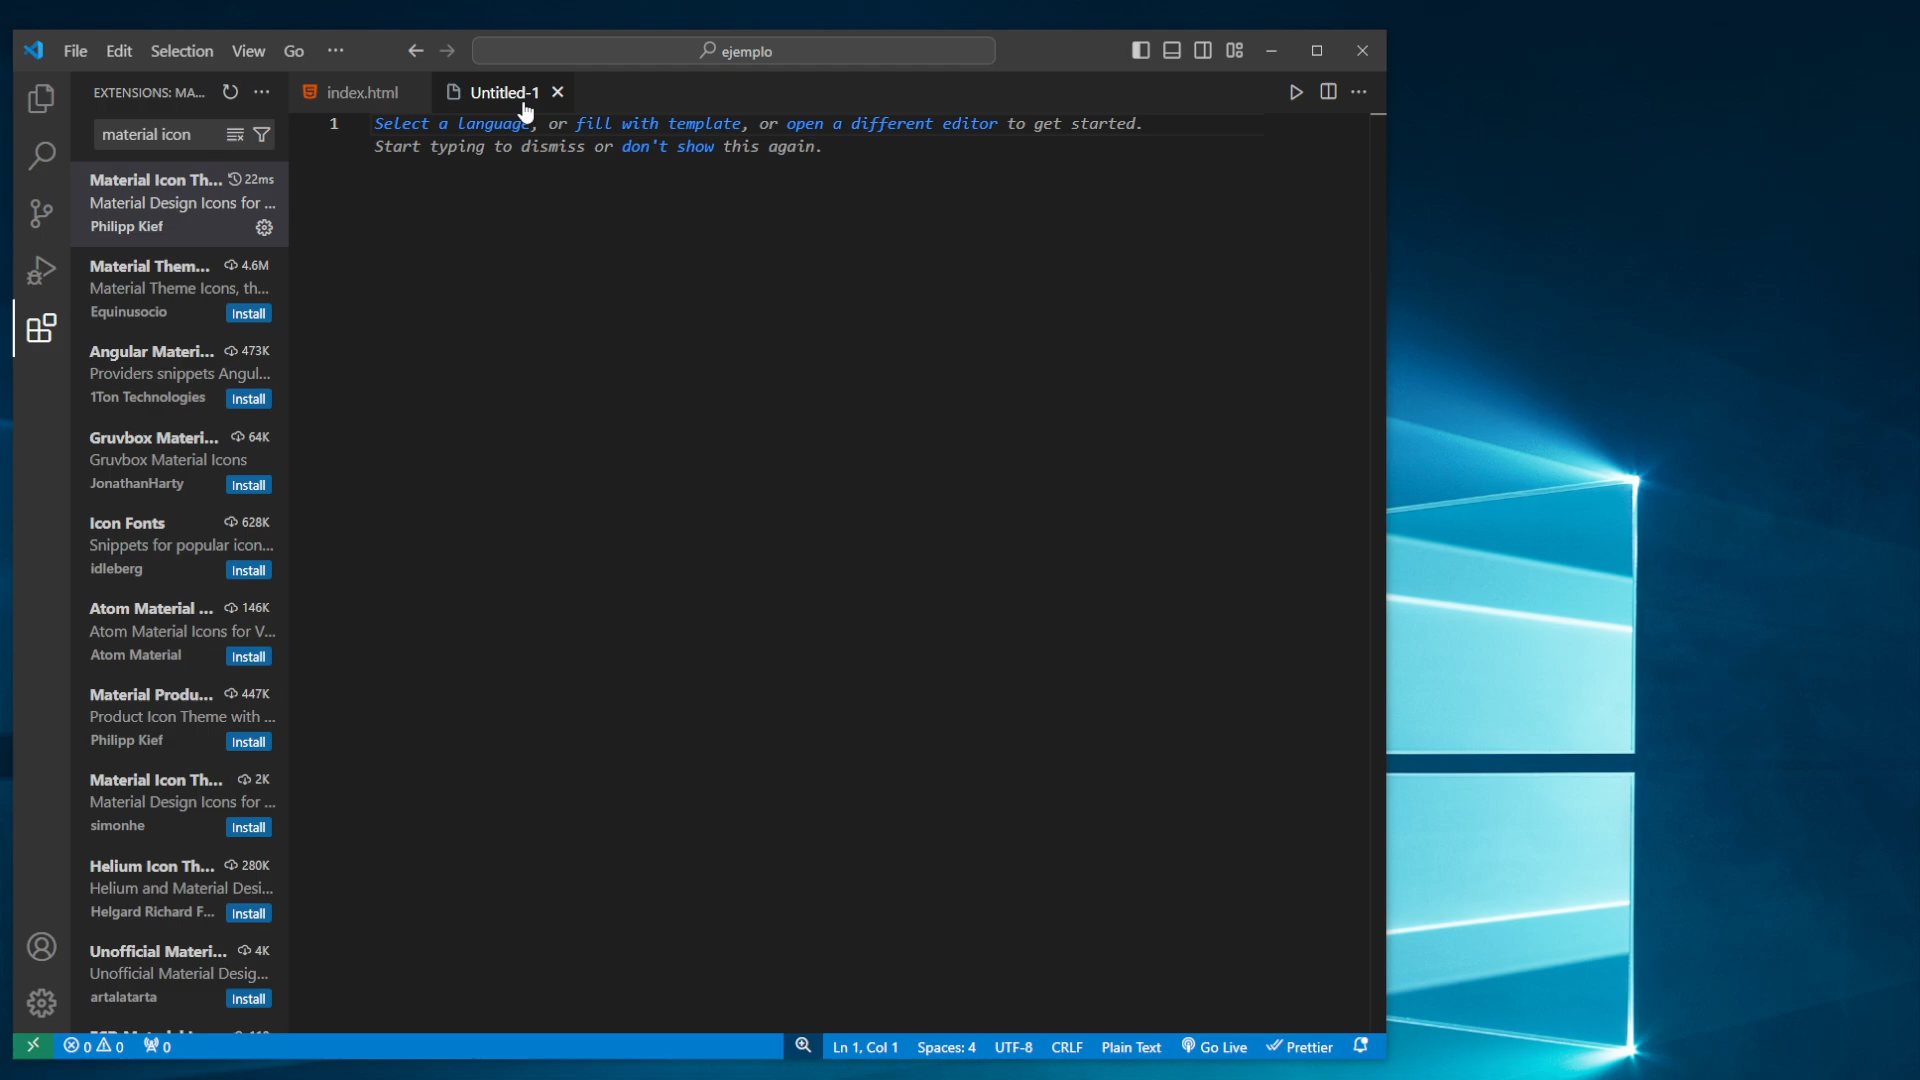 File Edit Selection View Go ···
ejemplo
EXTENSIONS: MA...
index.html
Untitled-1
material icon
1
Select a language, or fill with template, or open a different editor to get started.
Start typing to dismiss or don't show this again.
Material Icon Th... 22ms
Material Design Icons for ...
Philipp Kief
Material Them... 4.6M
Material Theme Icons, th...
Equinusocio Install
Angular Materi... 473K
Providers snippets Angul...
1Ton Technologies Install
Gruvbox Materi... 64K
Gruvbox Material Icons
JonathanHarty Install
Icon Fonts 628K
Snippets for popular icon...
idleberg Install
Atom Material ... 146K
Atom Material Icons for V...
Atom Material Install
Material Produ... 447K
Product Icon Theme with ...
Philipp Kief Install
Material Icon Th... 2K
Material Design Icons for ...
simonhe Install
Helium Icon Th... 280K
Helium and Material Desi...
Helgard Richard F... Install
Unofficial Materi... 4K
Unofficial Material Desig...
artalatarta Install
0 0 0 Ln 1, Col 1 Spaces: 4 UTF-8 CRLF Plain Text Go Live Prettier